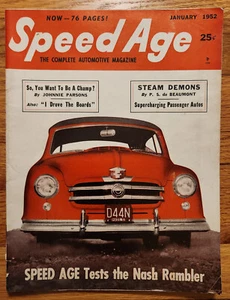 NOW—76 PAGES!
JANUARY 1952
Speed Age
25¢
THE COMPLETE AUTOMOTIVE MAGAZINE
So, You Want To Be A Champ?
By JOHNNIE PARSONS
Also: "I Drove The Boards"
STEAM DEMONS
By P. S. de BEAUMONT
Supercharging Passenger Autos
D44N
SPEED AGE Tests the Nash Rambler